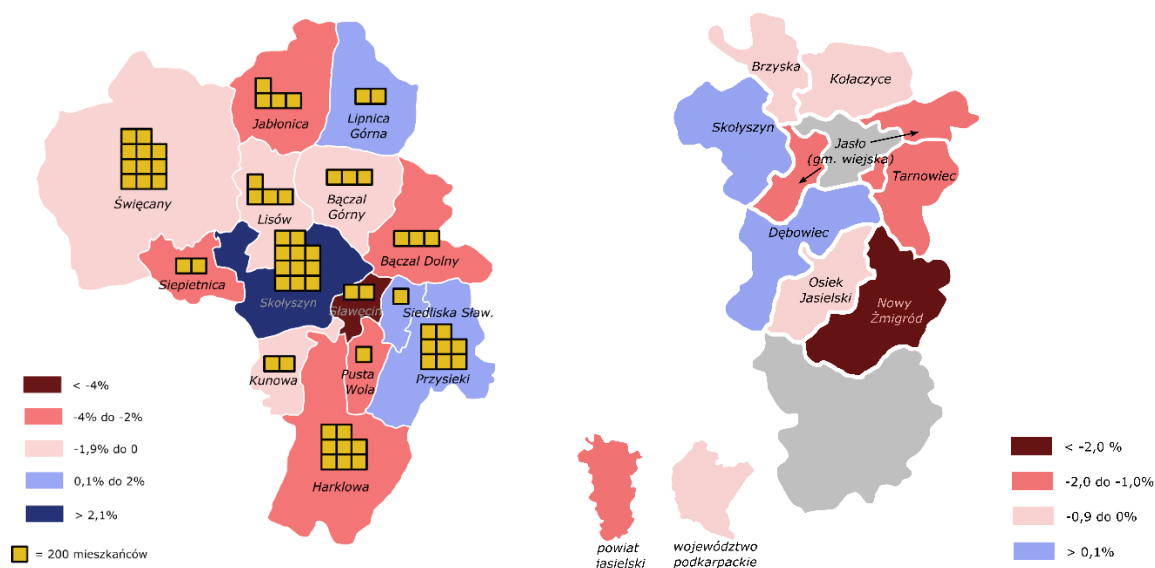 Jabłonica
Lipnica
Górna
Święcany
Lisów
Bączal
Górny
Bączal Dolny
Siepietnica
Skołyszyn
Sławęcin
Siedliska Sław.
Kunowa
Pusta
Wola
Przysieki
Harklowa
< -4%
-4% do -2%
-1,9% do 0
0,1% do 2%
> 2,1%
= 200 mieszkańców
Brzyska
Kołaczyce
Skołyszyn
Jasło
(gm. wiejska)
Tarnowiec
Dębowiec
Osiek
Jasielski
Nowy
Żmigród
powiat
jasielski
województwo
podkarpackie
< -2,0 %
-2,0 do -1,0%
-0,9 do 0%
> 0,1%